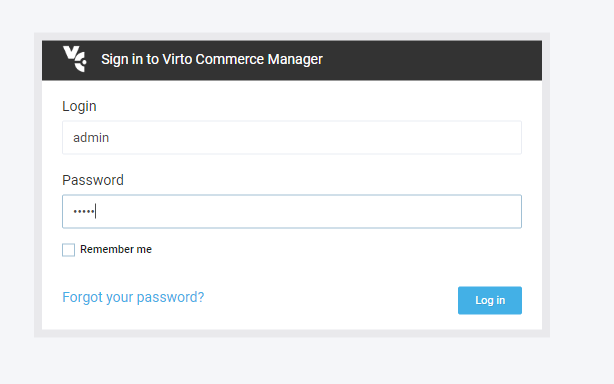 Sign in to Virto Commerce Manager
Login
admin
Password
•••••
Remember me
Forgot your password?
Log in